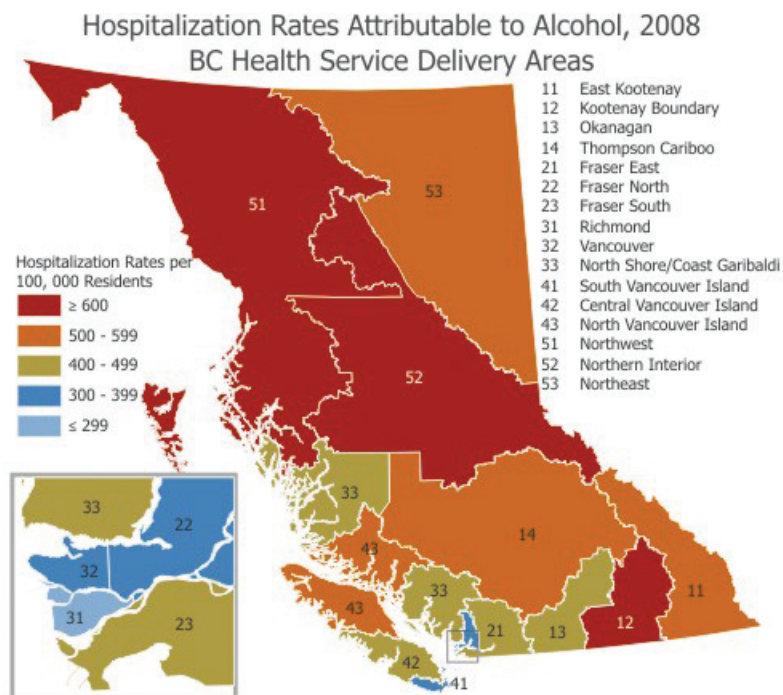 Hospitalization Rates Attributable to Alcohol, 2008
BC Health Service Delivery Areas
11 East Kootenay
12 Kootenay Boundary
13 Okanagan
14 Thompson Cariboo
21 Fraser East
22 Fraser North
23 Fraser South
31 Richmond
32 Vancouver
33 North Shore/Coast Garibaldi
41 South Vancouver Island
42 Central Vancouver Island
43 North Vancouver Island
51 Northwest
52 Northern Interior
53 Northeast
Hospitalization Rates per
100, 000 Residents
≥ 600
500 - 599
400 - 499
300 - 399
≤ 299
51
53
52
33
14
43
33
43
21
13
12
11
42
41
33
22
32
31
23